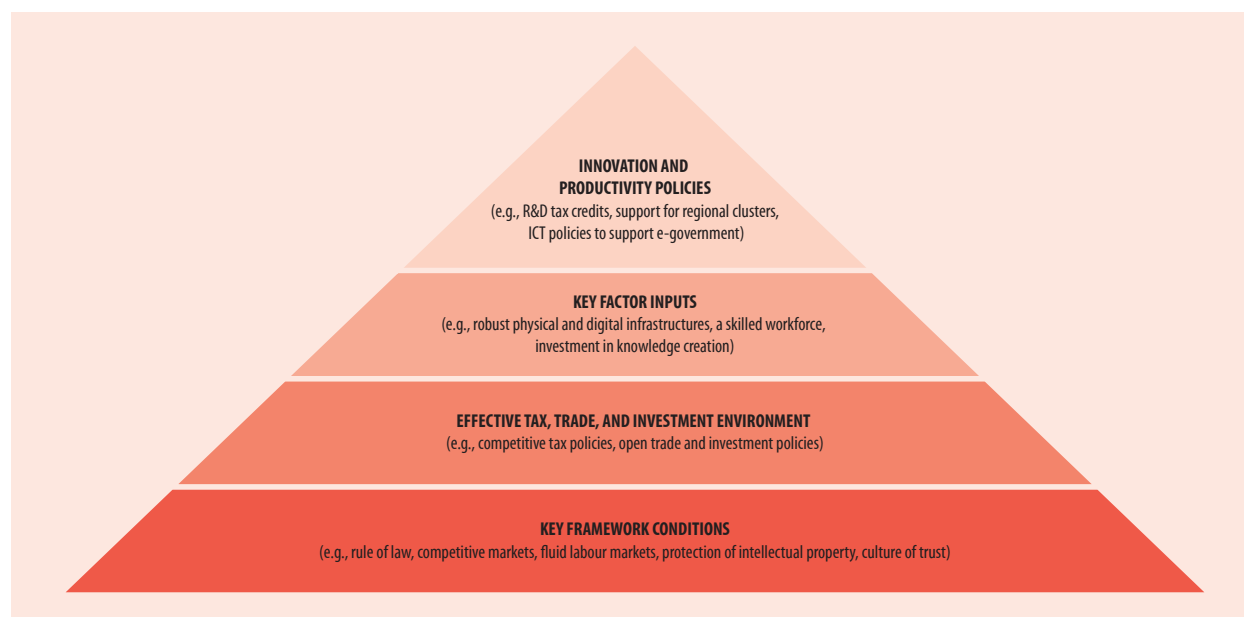 INNOVATION AND
PRODUCTIVITY POLICIES
(e.g., R&D tax credits, support for regional clusters,
ICT policies to support e-government)
KEY FACTOR INPUTS
(e.g., robust physical and digital infrastructures, a skilled workforce,
investment in knowledge creation)
EFFECTIVE TAX, TRADE, AND INVESTMENT ENVIRONMENT
(e.g., competitive tax policies, open trade and investment policies)
KEY FRAMEWORK CONDITIONS
(e.g., rule of law, competitive markets, fluid labour markets, protection of intellectual property, culture of trust)